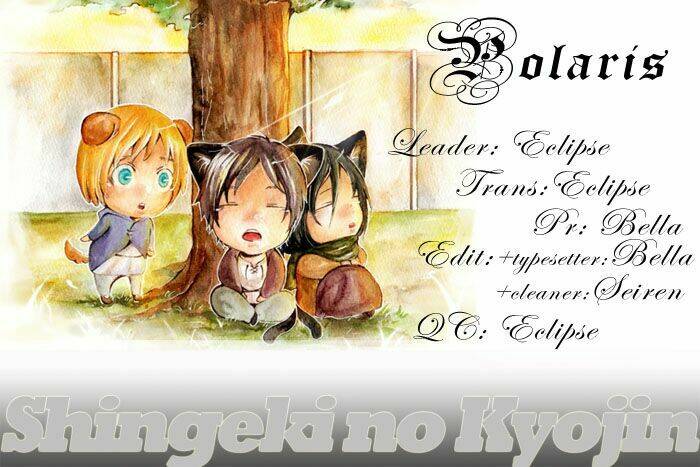 Polaris
Leader: Eclipse
Trans: Eclipse
Pr: Bella
Edit: +typesetter: Bella
+cleaner: Seiren
QC: Eclipse
Shingeki no Kyojin